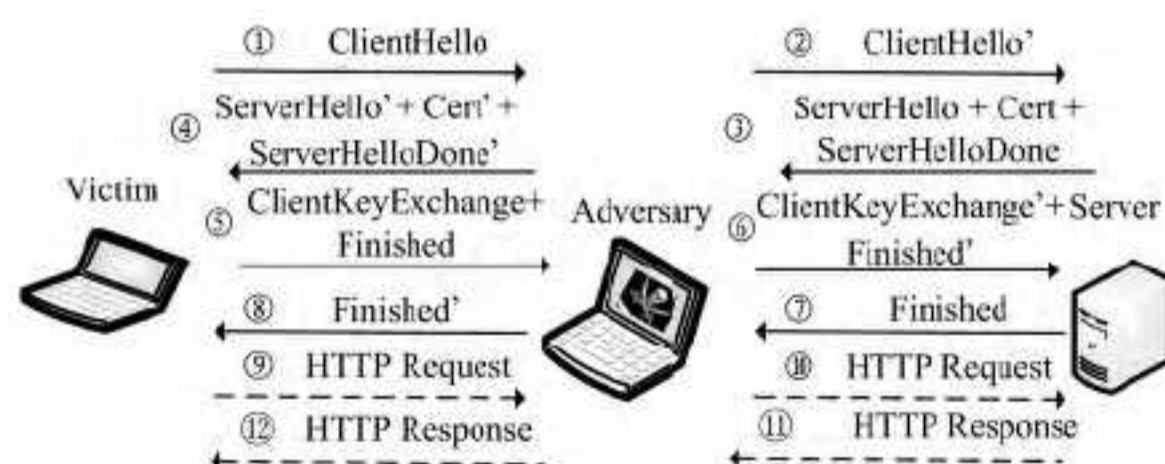 ① ClientHello
② ClientHello’
④ ServerHello’ + Cert’ +
ServerHelloDone’
③ ServerHello + Cert +
ServerHelloDone
Victim
⑤ ClientKeyExchange+
Finished
Adversary
⑥ ClientKeyExchange’+ Server
Finished’
⑧ Finished’
⑦ Finished
⑨ HTTP Request
⑩ HTTP Request
⑫ HTTP Response
⑪ HTTP Response